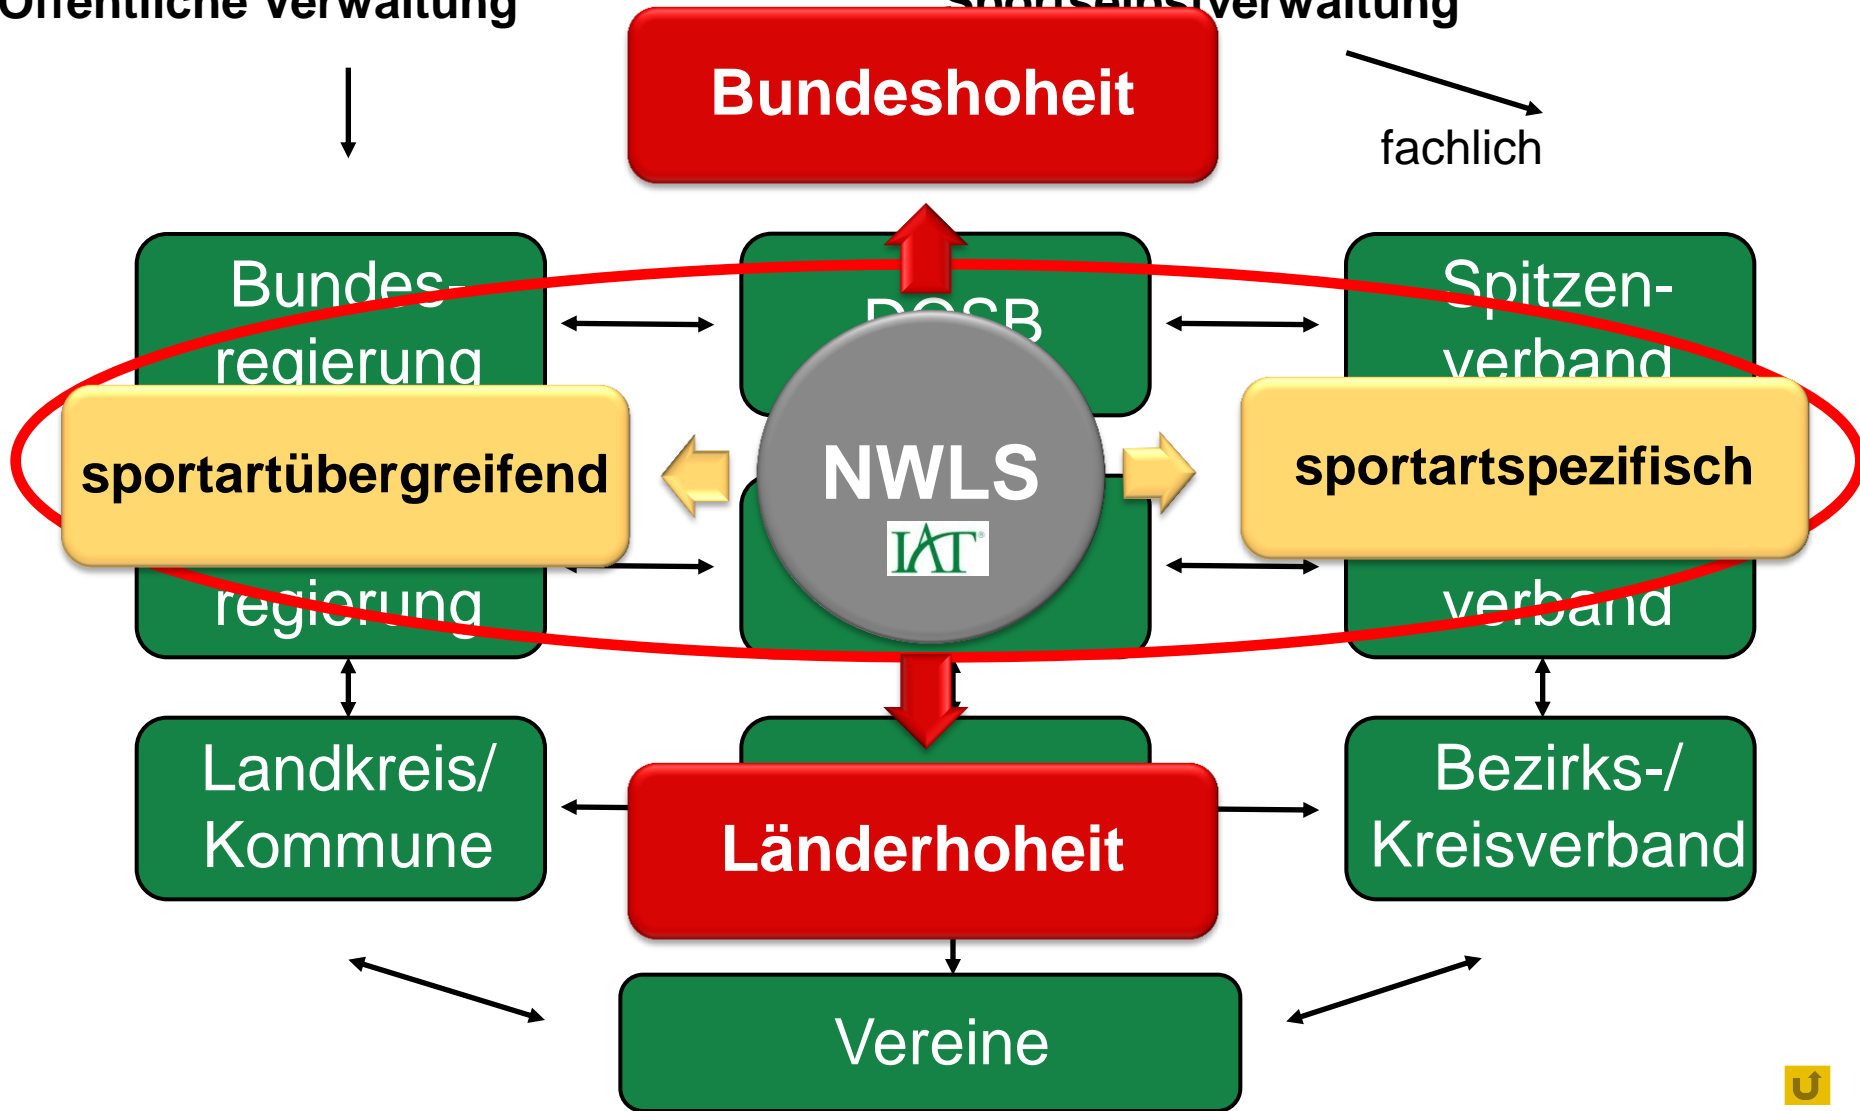 Öffentliche Verwaltung
Sportselbstverwaltung
Bundeshoheit
fachlich
Bundes-
regierung
DOSB
Spitzen-
verband
sportartübergreifend
NWLS
IAT®
sportartspezifisch
regierung
verband
Landkreis/
Kommune
Länderhoheit
Bezirks-/
Kreisverband
Vereine